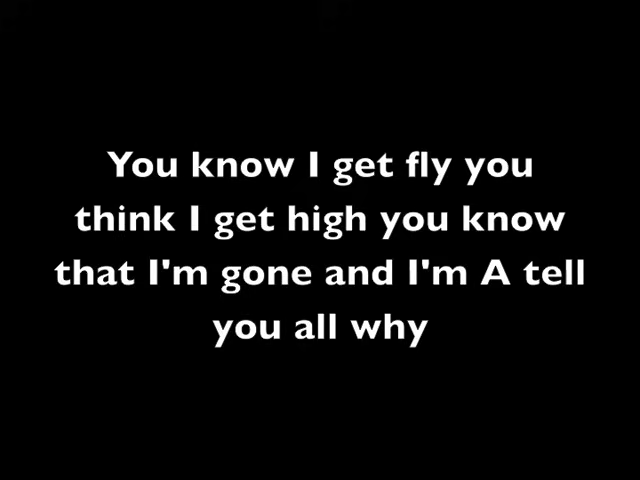 You know I get fly you
think I get high you know
that I'm gone and I'm A tell
you all why